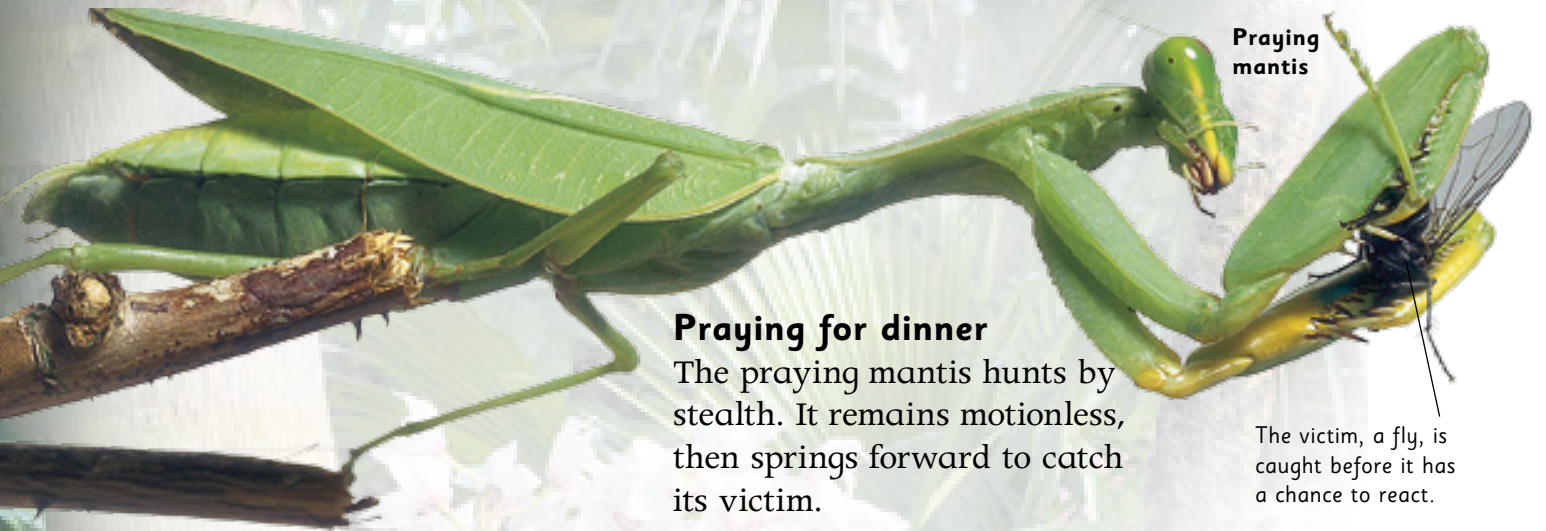 Praying
mantis
Praying for dinner
The praying mantis hunts by
stealth. It remains motionless,
then springs forward to catch
its victim.
The victim, a fly, is
caught before it has
a chance to react.